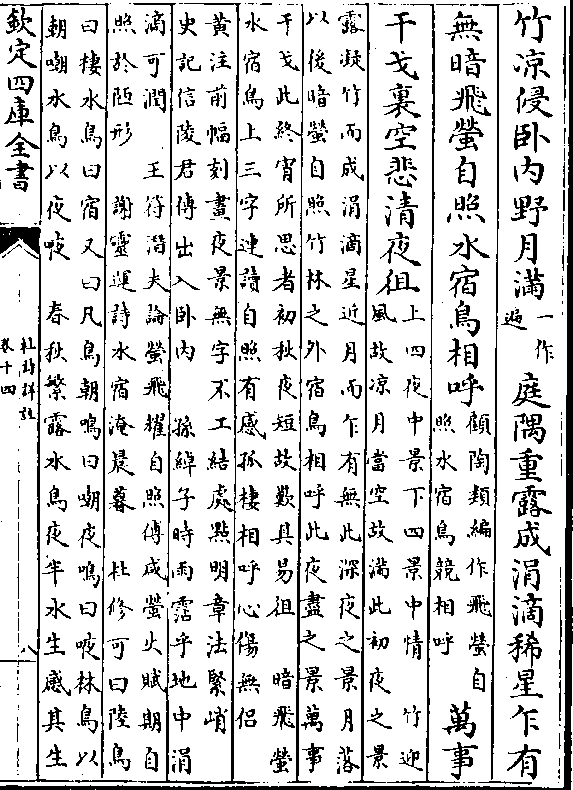 竹凉侵卧内野月滿
一作
遍
庭隅重露成涓滴稀星乍有
無暗飛螢自照水宿鳥相呼
顧陶類編作飛螢自
照水宿鳥競相呼
萬事
干戈裏空悲清夜徂
上四夜中景下四景中情 竹迎
風故凉月當空故滿此初夜之景
露凝竹而成涓滴星近月而乍有無此深夜之景月落
以後暗螢自照竹林之外宿鳥相呼此夜盡之景萬事
干戈此終宵所思者初秋夜短故歎其易徂 暗飛螢
水宿鳥上三字連讀自照有感孤棲相呼心傷無侣
黄注前幅刻畫夜景無字不工結處點明章法緊峭
史記信陵君傳出入卧内 孫綽子時雨霑乎地中涓
滴可潤 王符潛夫論螢飛耀自照傅咸螢火賦期自
照於陋形 謝靈運詩水宿淹晨暮 杜修可曰陸鳥
曰棲水鳥曰宿又曰凡鳥朝鳴曰嘲夜鳴曰㖡林鳥以
朝嘲水鳥以夜㖡 春秋繁露水鳥夜半水生感其生
欽定四庫全書
杜詩詳註
卷十四
八